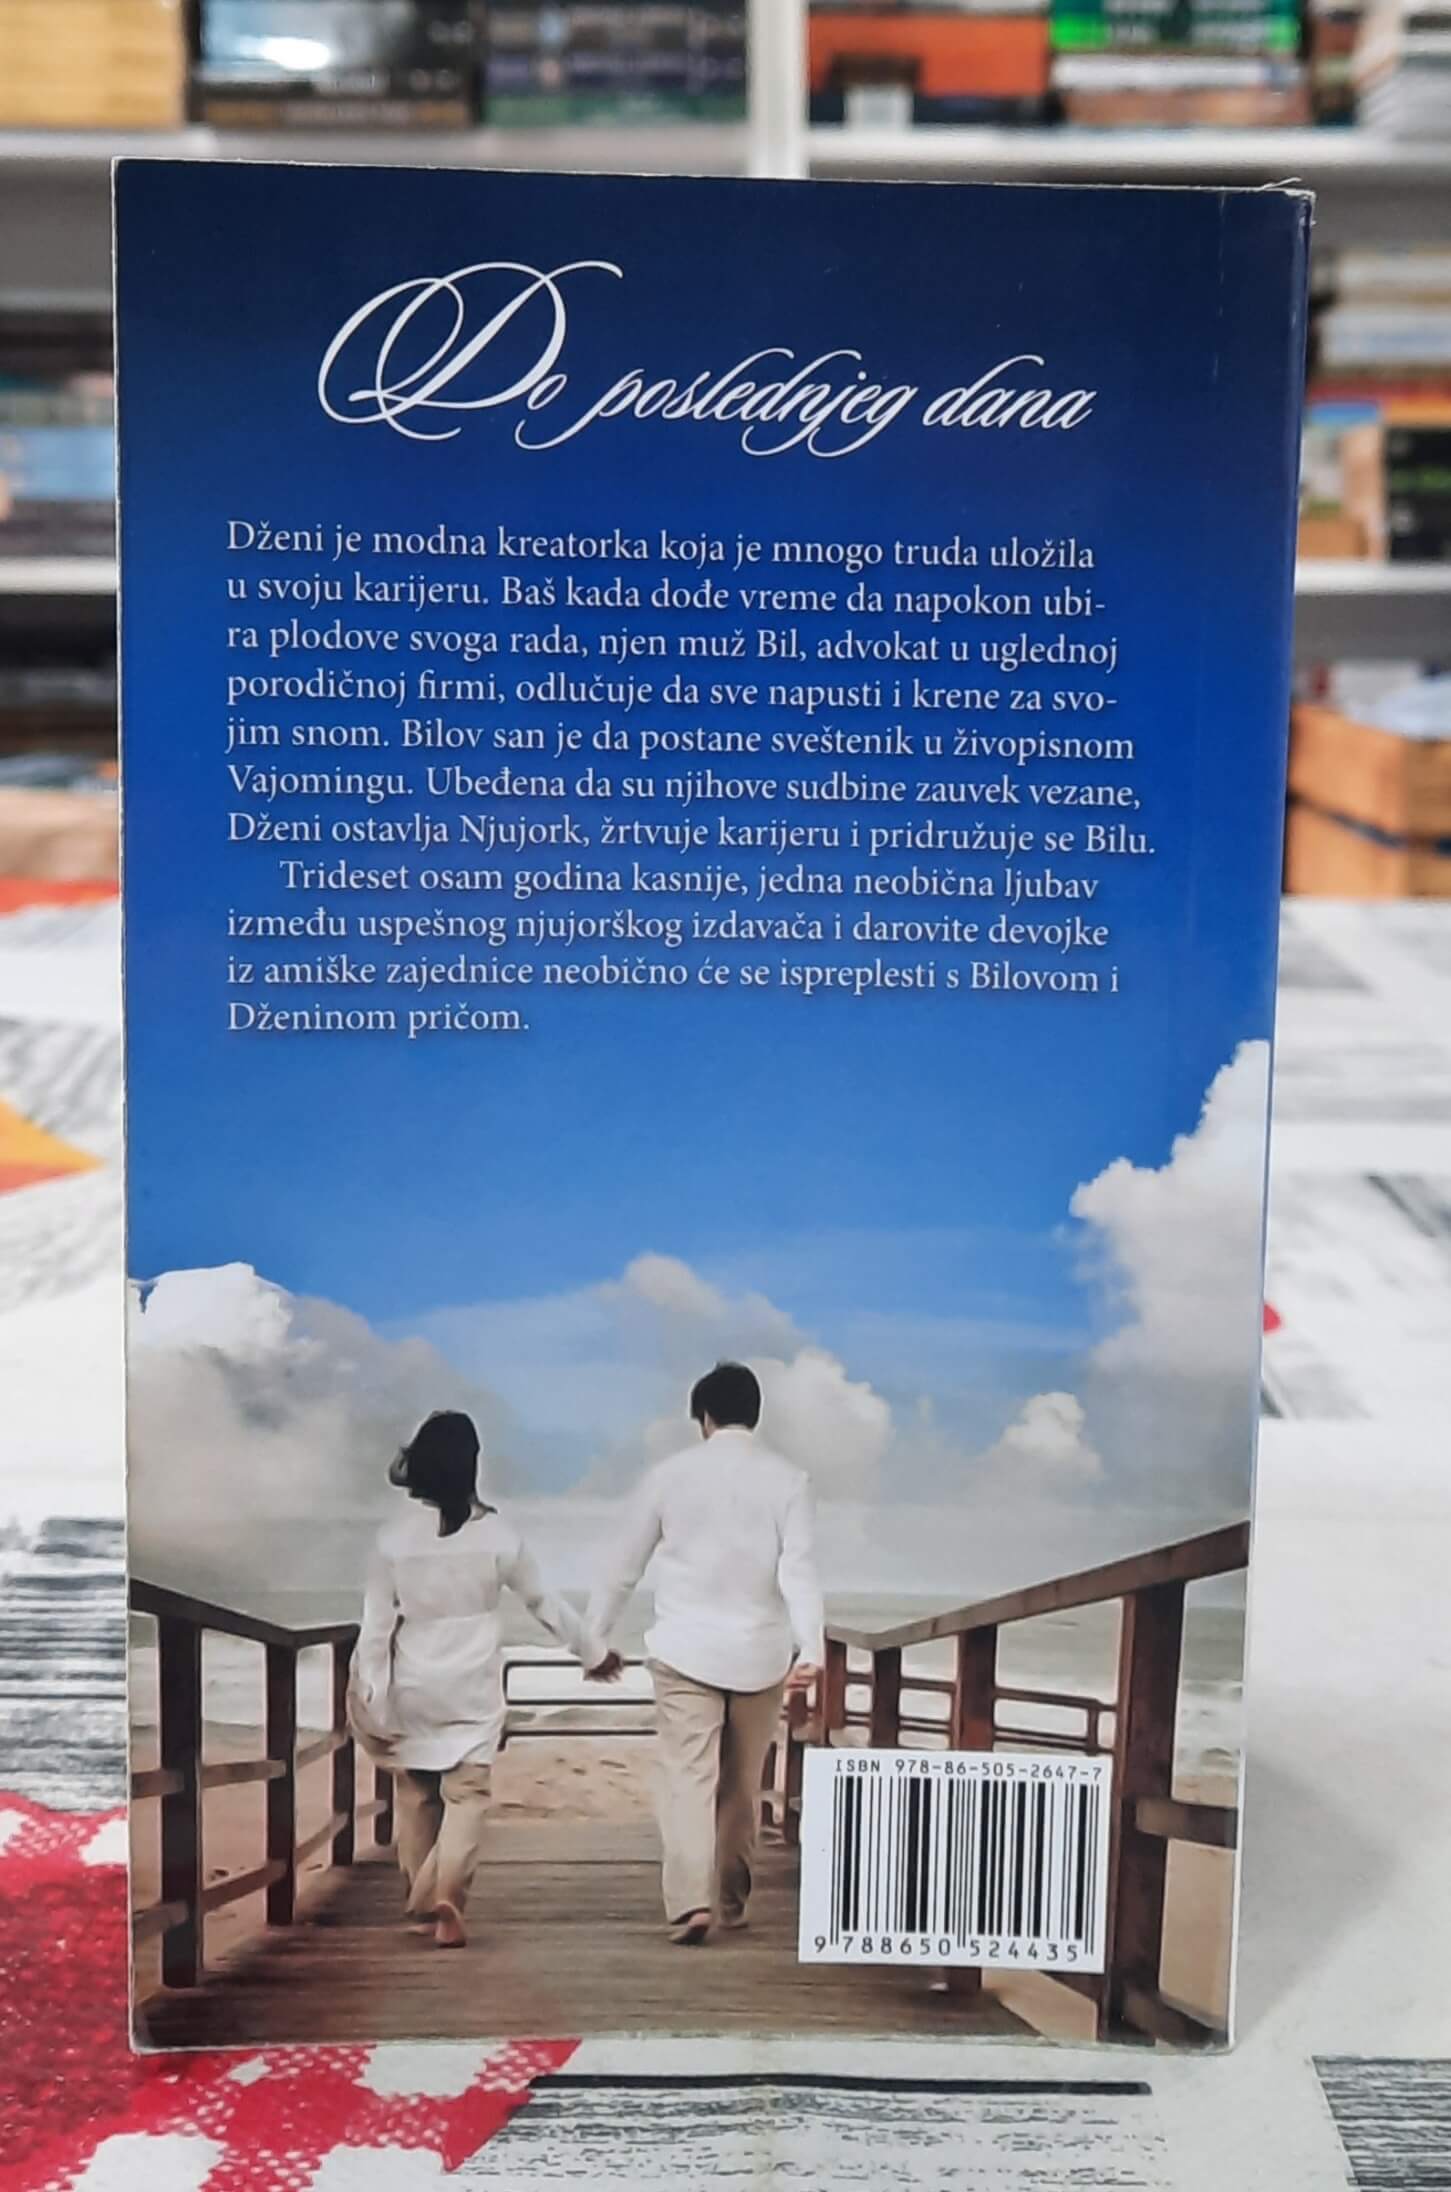 Do poslednjeg dana
Dženi je modna kreatorka koja je mnogo truda uložila
u svoju karijeru. Baš kada dođe vreme da napokon ubi-
ra plodove svoga rada, njen muž Bil, advokat u uglednoj
porodičnoj firmi, odlučuje da sve napusti i krene za svo-
jim snom. Bilov san je da postane sveštenik u živopisnom
Vajomingu. Ubeđena da su njihove sudbine zauvek vezane,
Dženi ostavlja Njujork, žrtvuje karijeru i pridružuje se Bilu.
Trideset osam godina kasnije, jedna neobična ljubav
između uspešnog njujorškog izdavača i darovite devojke
iz amiške zajednice neobično će se ispreplesti s Bilovom i
Dženinom pričom.
ISBN 978-86-505-2647-7
9 788650 524435